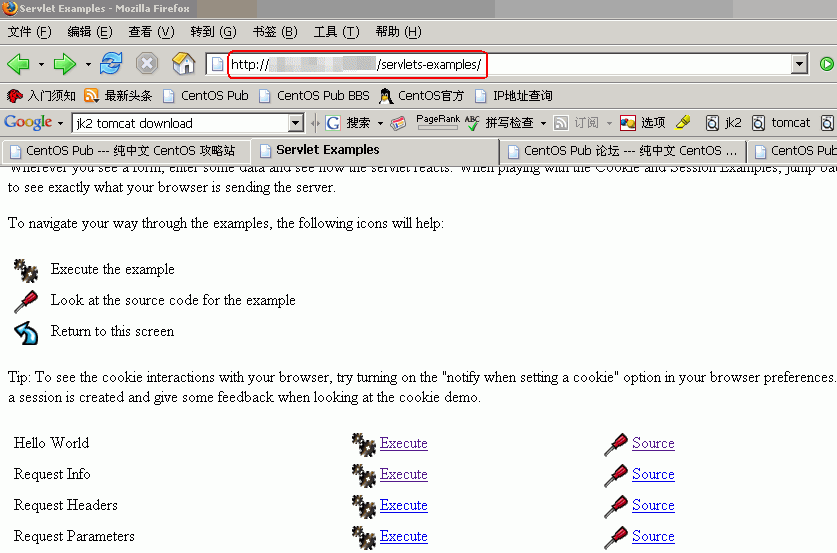 Servlet Examples - Mozilla Firefox
文件 (F) 编辑 (E) 查看 (V) 转到 (G) 书签 (B) 工具 (T) 帮助 (H)
http:// /servlets-examples/
入门须知 最新头条 CentOS Pub CentOS Pub BBS CentOS官方 IP地址查询
Google jk2 tomcat download G 搜索 PageRank ABC 拼写检查 订阅 选项 jk2 tomcat
CentOS Pub --- 纯中文 CentOS 攻略站 Servlet Examples CentOS Pub 论坛 --- 纯中文 CentOS ... CentOS Pub
Wherever you see a form, enter some data and see how the servlet reacts. When playing with the Cookie and Session Examples, jump
to see exactly what your browser is sending the server.
To navigate your way through the examples, the following icons will help:
Execute the example
Look at the source code for the example
Return to this screen
Tip: To see the cookie interactions with your browser, try turning on the "notify when setting a cookie" option in your browser preferences.
a session is created and give some feedback when looking at the cookie demo.
Hello World Execute Source
Request Info Execute Source
Request Headers Execute Source
Request Parameters Execute Source